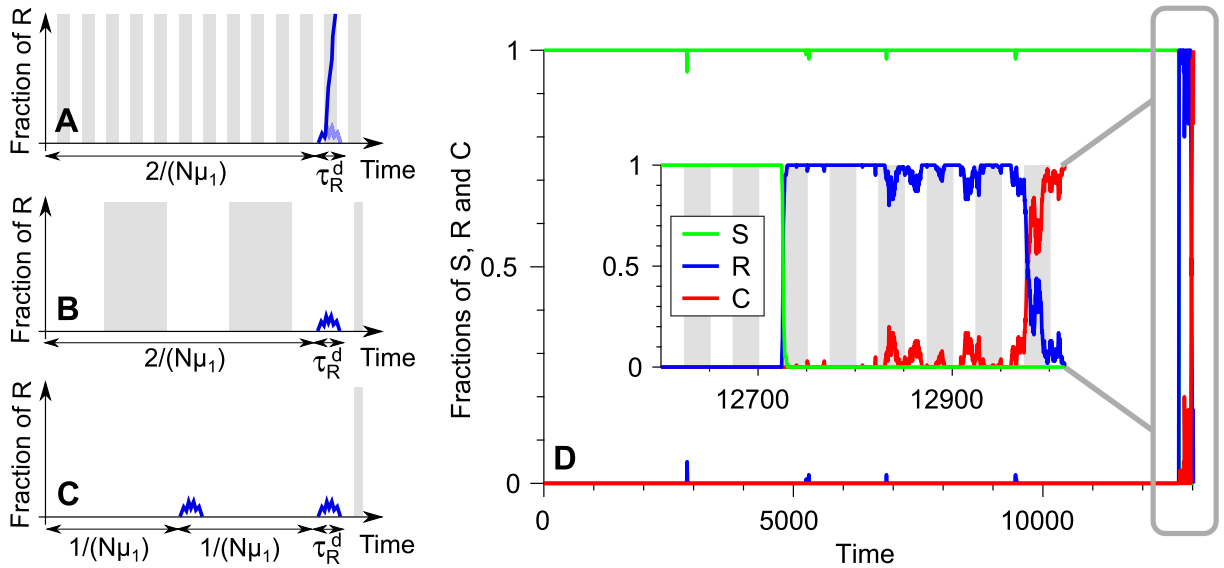 Fraction of R
A
2/(Nμ1)
τRd
Time
Fraction of R
B
2/(Nμ1)
τRd
Time
Fraction of R
C
1/(Nμ1)
1/(Nμ1)
τRd
Time
Fractions of S, R and C
1
0.5
0
D
0
5000
10000
Time
1
0.5
0
S
R
C
12700
12900